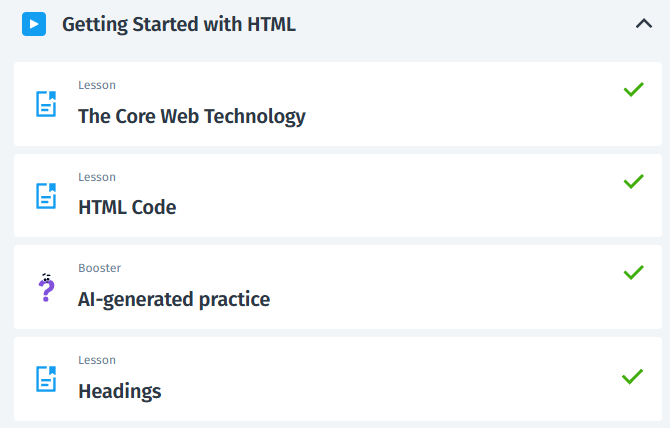 Getting Started with HTML
Lesson
The Core Web Technology
Lesson
HTML Code
Booster
AI-generated practice
Lesson
Headings